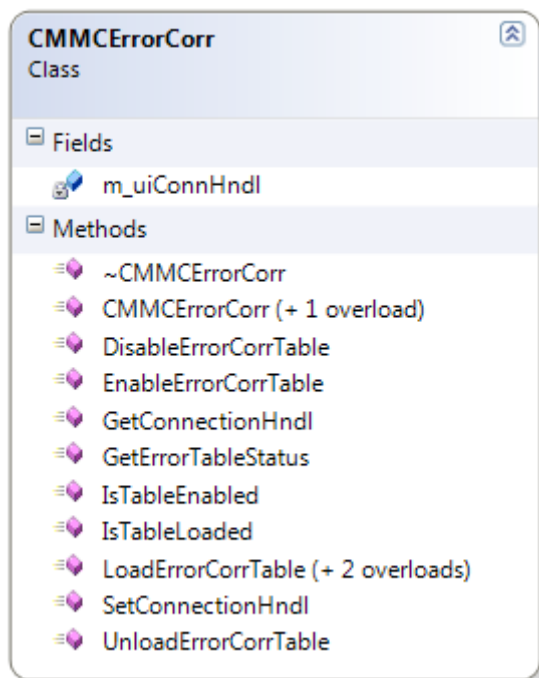 CMMCErrorCorr
Class
Fields
m_uiConnHndl
Methods
~CMMCErrorCorr
CMMCErrorCorr (+ 1 overload)
DisableErrorCorrTable
EnableErrorCorrTable
GetConnectionHndl
GetErrorTableStatus
IsTableEnabled
IsTableLoaded
LoadErrorCorrTable (+ 2 overloads)
SetConnectionHndl
UnloadErrorCorrTable